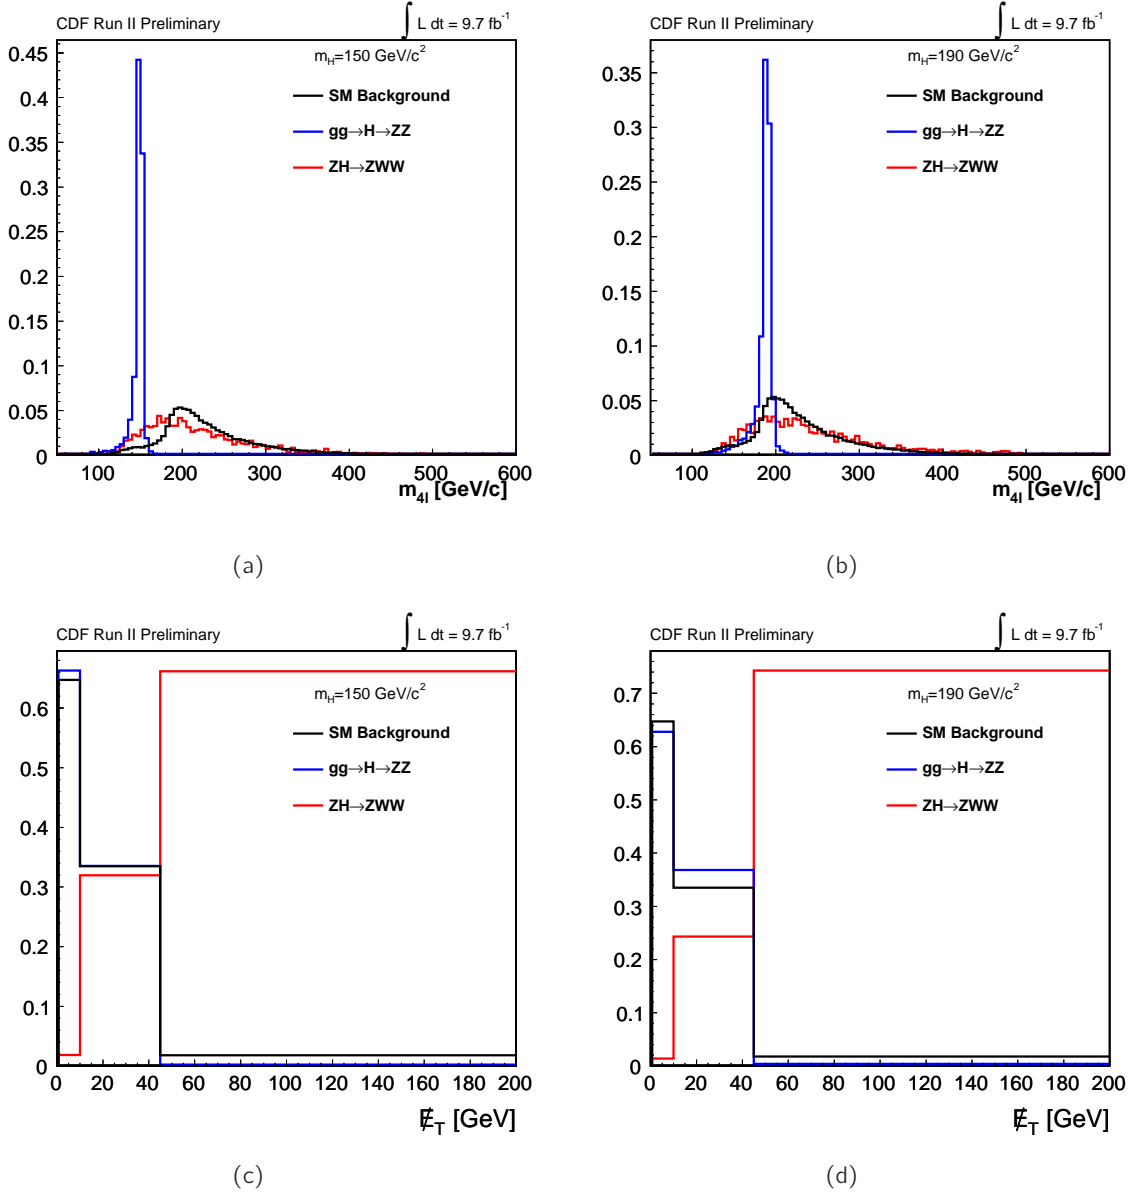 CDF Run II Preliminary
∫ L dt = 9.7 fb⁻¹
m_H=150 GeV/c²
SM Background
gg→H→ZZ
ZH→ZWW
0.45
0.4
0.35
0.3
0.25
0.2
0.15
0.1
0.05
0
100 200 300 400 500 600
m_4l [GeV/c]
(a)
CDF Run II Preliminary
∫ L dt = 9.7 fb⁻¹
m_H=190 GeV/c²
SM Background
gg→H→ZZ
ZH→ZWW
0.35
0.3
0.25
0.2
0.15
0.1
0.05
0
100 200 300 400 500 600
m_4l [GeV/c]
(b)
CDF Run II Preliminary
∫ L dt = 9.7 fb⁻¹
m_H=150 GeV/c²
SM Background
gg→H→ZZ
ZH→ZWW
0.6
0.5
0.4
0.3
0.2
0.1
0
0 20 40 60 80 100 120 140 160 180 200
E̸_T [GeV]
(c)
CDF Run II Preliminary
∫ L dt = 9.7 fb⁻¹
m_H=190 GeV/c²
SM Background
gg→H→ZZ
ZH→ZWW
0.7
0.6
0.5
0.4
0.3
0.2
0.1
0
0 20 40 60 80 100 120 140 160 180 200
E̸_T [GeV]
(d)